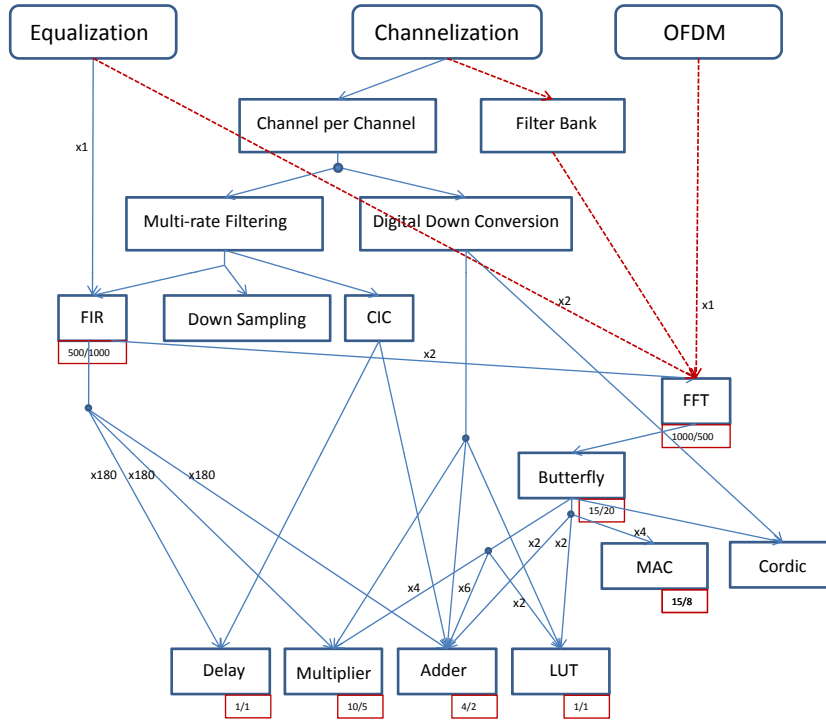 Equalization
Channelization
OFDM
Channel per Channel
Filter Bank
x1
Multi-rate Filtering
Digital Down Conversion
x2
x1
FIR
Down Sampling
CIC
500/1000
x2
FFT
1000/500
x180
x180
x180
Butterfly
15/20
x2
x2
x4
MAC
Cordic
x4
x6
x2
15/8
Delay
Multiplier
Adder
LUT
1/1
10/5
4/2
1/1